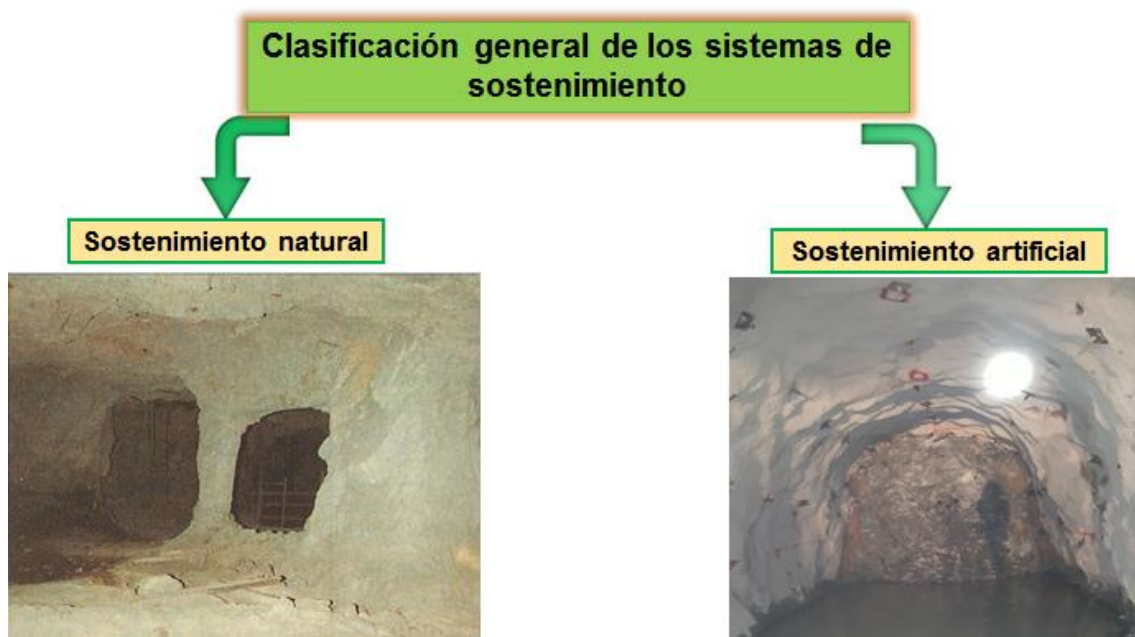 Clasificación general de los sistemas de
sostenimiento
Sostenimiento natural
Sostenimiento artificial